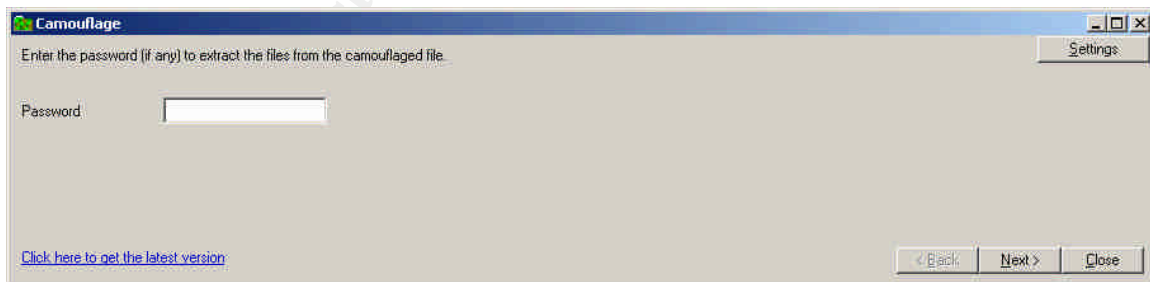 Camouflage
Settings
Enter the password (if any) to extract the files from the camouflaged file.
Password
Click here to get the latest version
< Back
Next >
Close